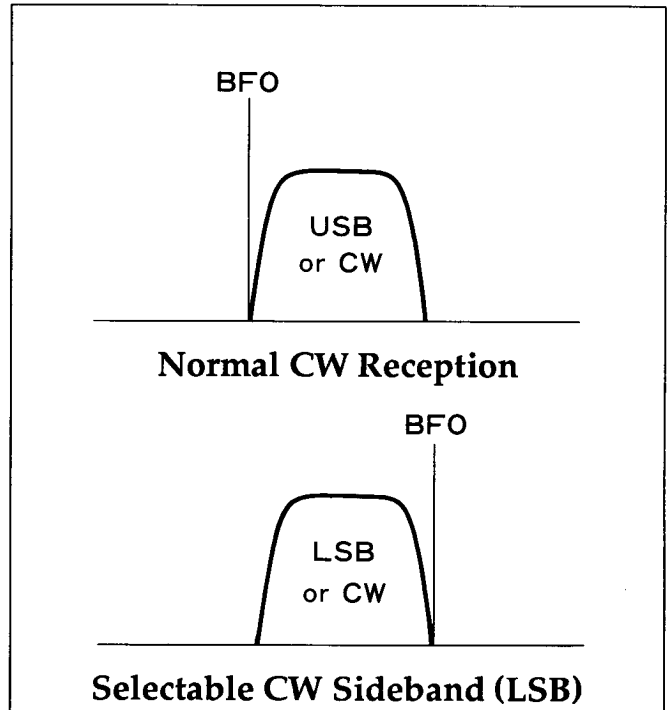 BFO
USB
or CW
Normal CW Reception
BFO
LSB
or CW
Selectable CW Sideband (LSB)